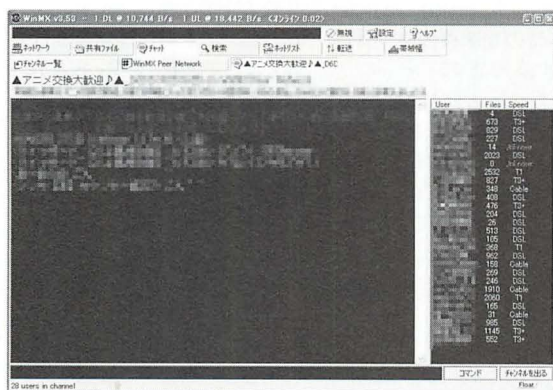 WinMX v3.53 - 1 DL @ 10,744 B/s 1 UL @ 18,442 B/s <オンライン 0:02>
無視 設定 ヘルプ
ネットワーク 共有ファイル チャット 検索 ホットリスト 転送 帯域幅
チャンネル一覧 WinMX Peer Network ▲アニメ交換大歓迎♪▲_D6C
▲アニメ交換大歓迎♪▲
User Files Speed
4 DSL
673 T3+
829 DSL
227 DSL
14
2023 DSL
0
2532 T1
827 T3+
348 Cable
408 DSL
476 T3+
204 DSL
26 DSL
513 DSL
105 DSL
368 T1
962 DSL
158 Cable
269 DSL
246 DSL
1910 Cable
2060 T1
165 DSL
31 Cable
985 DSL
1145 T3+
552 T3+
コマンド チャネルを出る
28 users in channel Float